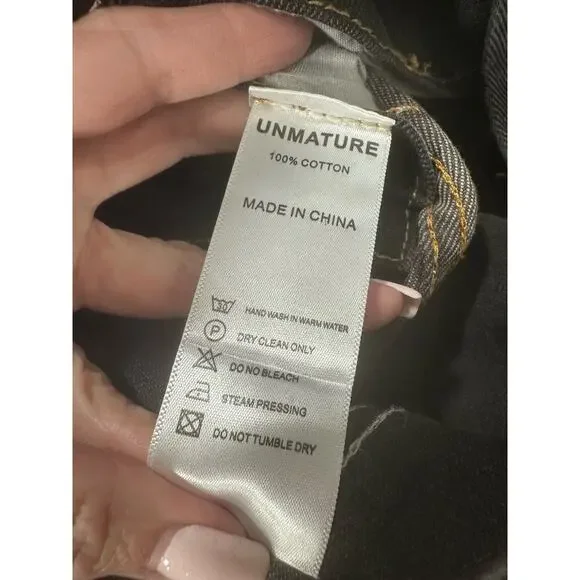 UNMATURE
100% COTTON
MADE IN CHINA
30 HAND WASH IN WARM WATER
P DRY CLEAN ONLY
DO NO BLEACH
STEAM PRESSING
DO NOT TUMBLE DRY